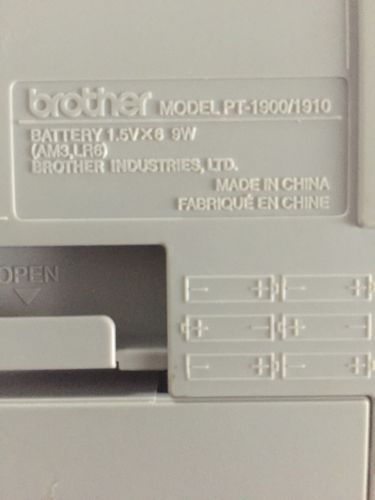 brother MODEL PT-1900/1910
BATTERY 1.5V×6 9W
(AM3,LR6)
BROTHER INDUSTRIES, LTD.
MADE IN CHINA
FABRIQUÉ EN CHINE
OPEN
- + - +
+ - + -
- + - +